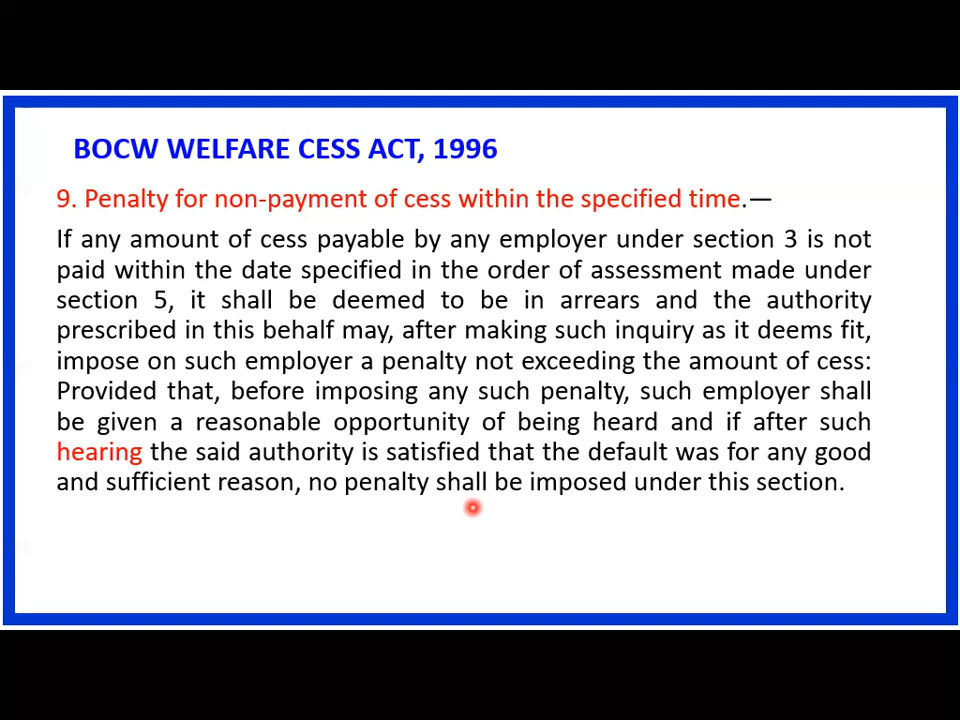 BOCW WELFARE CESS ACT, 1996
9. Penalty for non-payment of cess within the specified time.—
If any amount of cess payable by any employer under section 3 is not
paid within the date specified in the order of assessment made under
section 5, it shall be deemed to be in arrears and the authority
prescribed in this behalf may, after making such inquiry as it deems fit,
impose on such employer a penalty not exceeding the amount of cess:
Provided that, before imposing any such penalty, such employer shall
be given a reasonable opportunity of being heard and if after such
hearing the said authority is satisfied that the default was for any good
and sufficient reason, no penalty shall be imposed under this section.